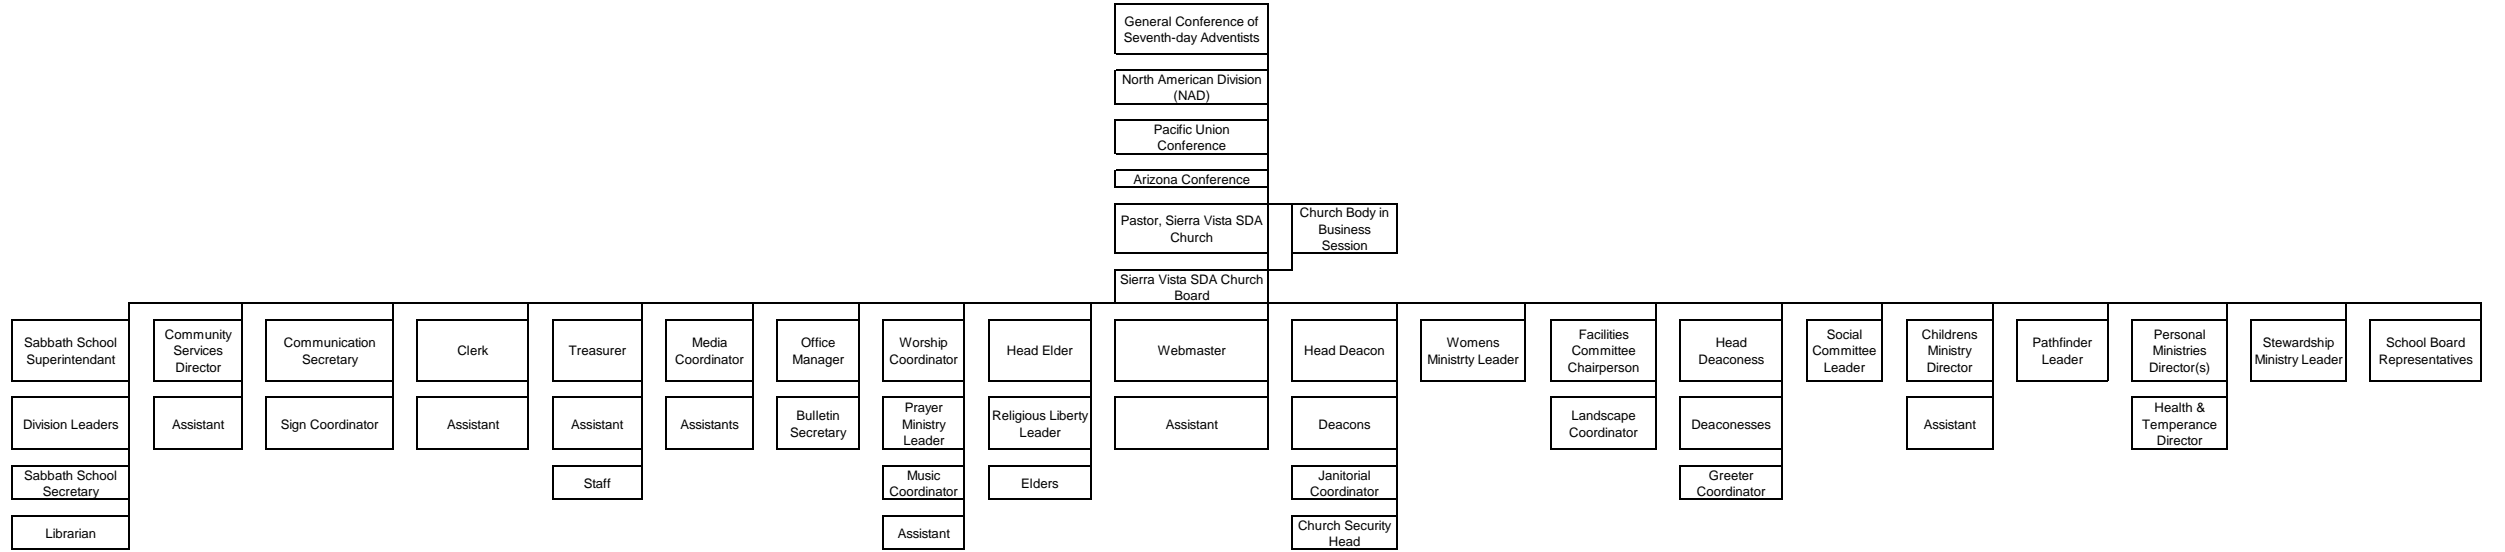 General Conference of
Seventh-day Adventists
North American Division
(NAD)
Pacific Union
Conference
Arizona Conference
Pastor, Sierra Vista SDA
Church
Church Body in
Business
Session
Sierra Vista SDA Church
Board
Sabbath School
Superintendant
Community
Services
Director
Communication
Secretary
Clerk
Treasurer
Media
Coordinator
Office
Manager
Worship
Coordinator
Head Elder
Webmaster
Head Deacon
Womens
Ministrty Leader
Facilities
Committee
Chairperson
Head
Deaconess
Social
Committee
Leader
Childrens
Ministry
Director
Pathfinder
Leader
Personal
Ministries
Director(s)
Stewardship
Ministry Leader
School Board
Representatives
Division Leaders
Assistant
Sign Coordinator
Assistant
Assistant
Assistants
Bulletin
Secretary
Prayer
Ministry
Leader
Religious Liberty
Leader
Assistant
Deacons
Landscape
Coordinator
Deaconesses
Assistant
Health &
Temperance
Director
Sabbath School
Secretary
Staff
Music
Coordinator
Elders
Janitorial
Coordinator
Greeter
Coordinator
Librarian
Assistant
Church Security
Head